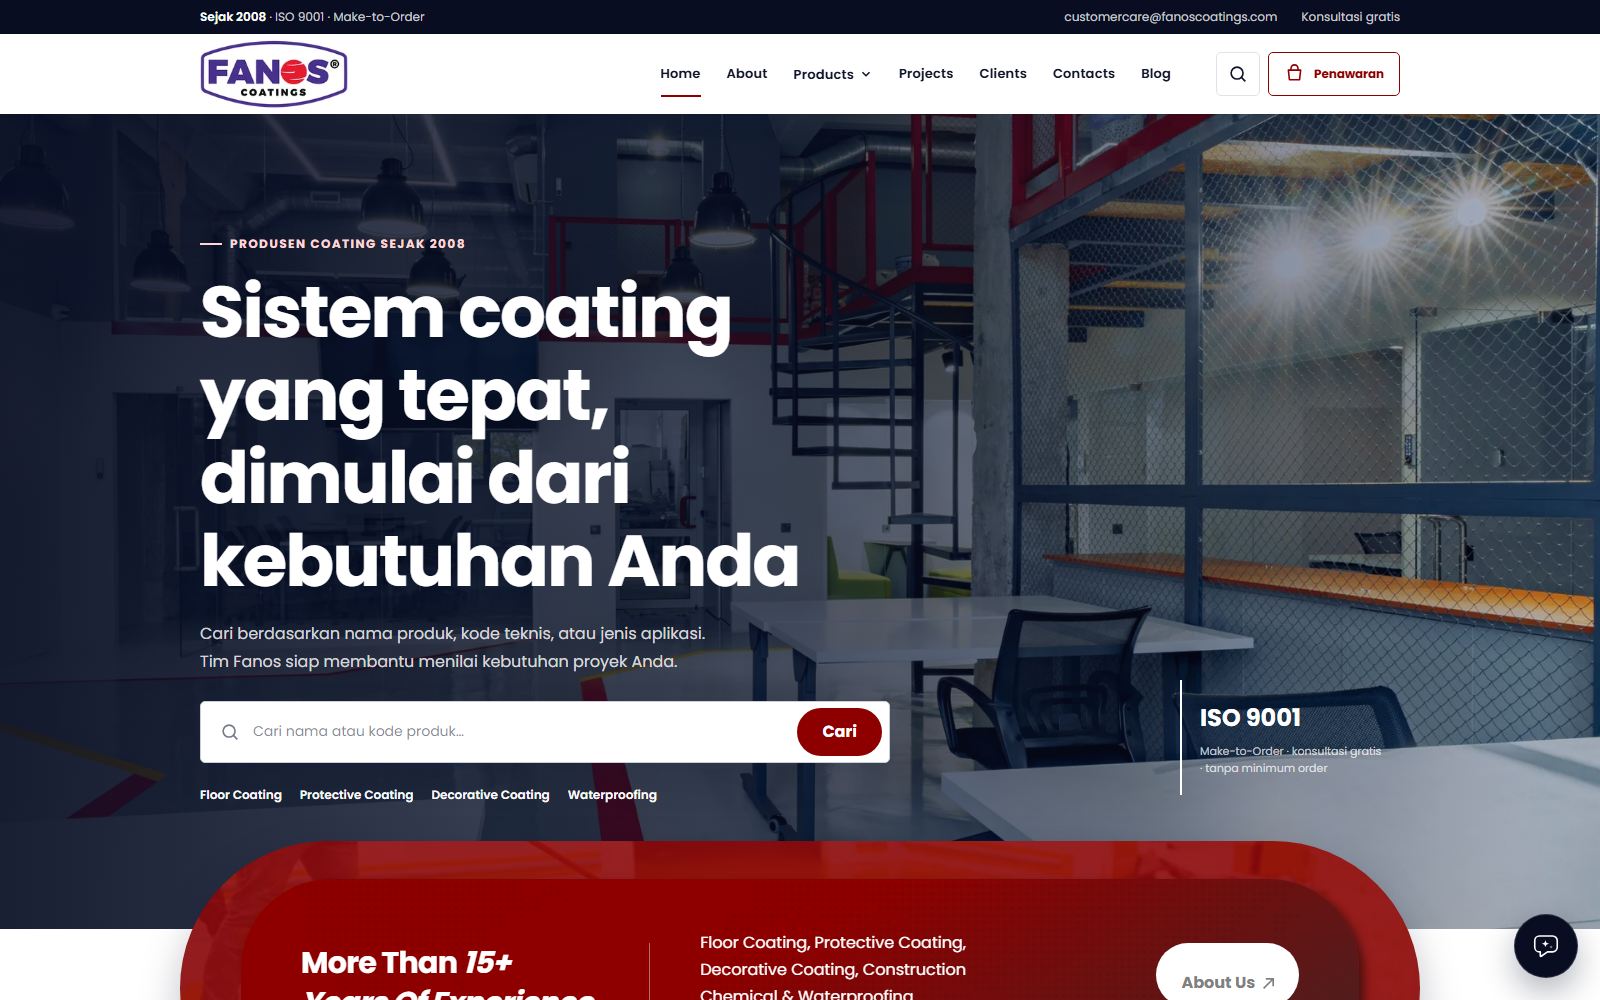 Sejak 2008 · ISO 9001 · Make-to-Order
customercare@fanoscoatings.com
Konsultasi gratis
FANOS®
COATINGS
Home
About
Products
Projects
Clients
Contacts
Blog
Penawaran
PRODUSEN COATING SEJAK 2008
Sistem coating
yang tepat,
dimulai dari
kebutuhan Anda
Cari berdasarkan nama produk, kode teknis, atau jenis aplikasi.
Tim Fanos siap membantu menilai kebutuhan proyek Anda.
Cari nama atau kode produk...
Cari
Floor Coating
Protective Coating
Decorative Coating
Waterproofing
ISO 9001
Make-to-Order · konsultasi gratis
· tanpa minimum order
More Than 15+
Years Of Experience
Floor Coating, Protective Coating,
Decorative Coating, Construction
Chemical & Waterproofing
About Us